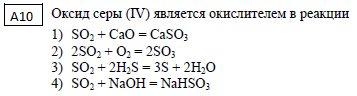 A10 Оксид серы (IV) является окислителем в реакции
1) SO₂ + CaO = CaSO₃
2) 2SO₂ + O₂ = 2SO₃
3) SO₂ + 2H₂S = 3S + 2H₂O
4) SO₂ + NaOH = NaHSO₃